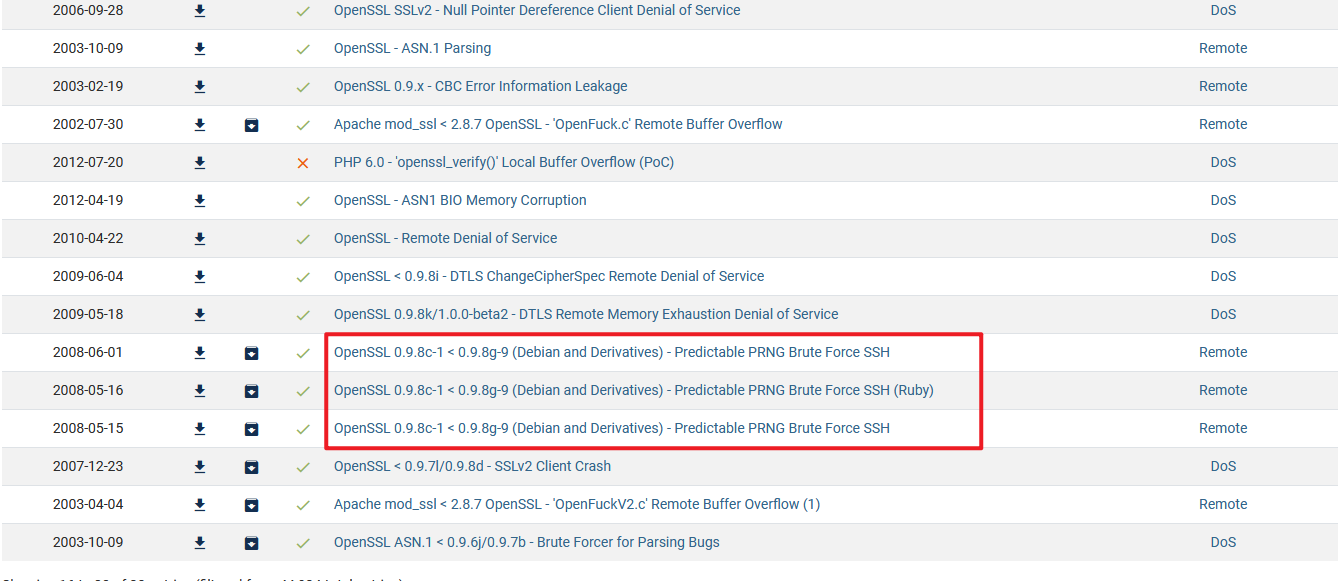 2006-09-28 OpenSSL SSLv2 - Null Pointer Dereference Client Denial of Service DoS
2003-10-09 OpenSSL - ASN.1 Parsing Remote
2003-02-19 OpenSSL 0.9.x - CBC Error Information Leakage Remote
2002-07-30 Apache mod_ssl < 2.8.7 OpenSSL - 'OpenFuck.c' Remote Buffer Overflow Remote
2012-07-20 PHP 6.0 - 'openssl_verify()' Local Buffer Overflow (PoC) DoS
2012-04-19 OpenSSL - ASN1 BIO Memory Corruption DoS
2010-04-22 OpenSSL - Remote Denial of Service DoS
2009-06-04 OpenSSL < 0.9.8i - DTLS ChangeCipherSpec Remote Denial of Service DoS
2009-05-18 OpenSSL 0.9.8k/1.0.0-beta2 - DTLS Remote Memory Exhaustion Denial of Service DoS
2008-06-01 OpenSSL 0.9.8c-1 < 0.9.8g-9 (Debian and Derivatives) - Predictable PRNG Brute Force SSH Remote
2008-05-16 OpenSSL 0.9.8c-1 < 0.9.8g-9 (Debian and Derivatives) - Predictable PRNG Brute Force SSH (Ruby) Remote
2008-05-15 OpenSSL 0.9.8c-1 < 0.9.8g-9 (Debian and Derivatives) - Predictable PRNG Brute Force SSH Remote
2007-12-23 OpenSSL < 0.9.7l/0.9.8d - SSLv2 Client Crash DoS
2003-04-04 Apache mod_ssl < 2.8.7 OpenSSL - 'OpenFuckV2.c' Remote Buffer Overflow (1) Remote
2003-10-09 OpenSSL ASN.1 < 0.9.6j/0.9.7b - Brute Forcer for Parsing Bugs DoS